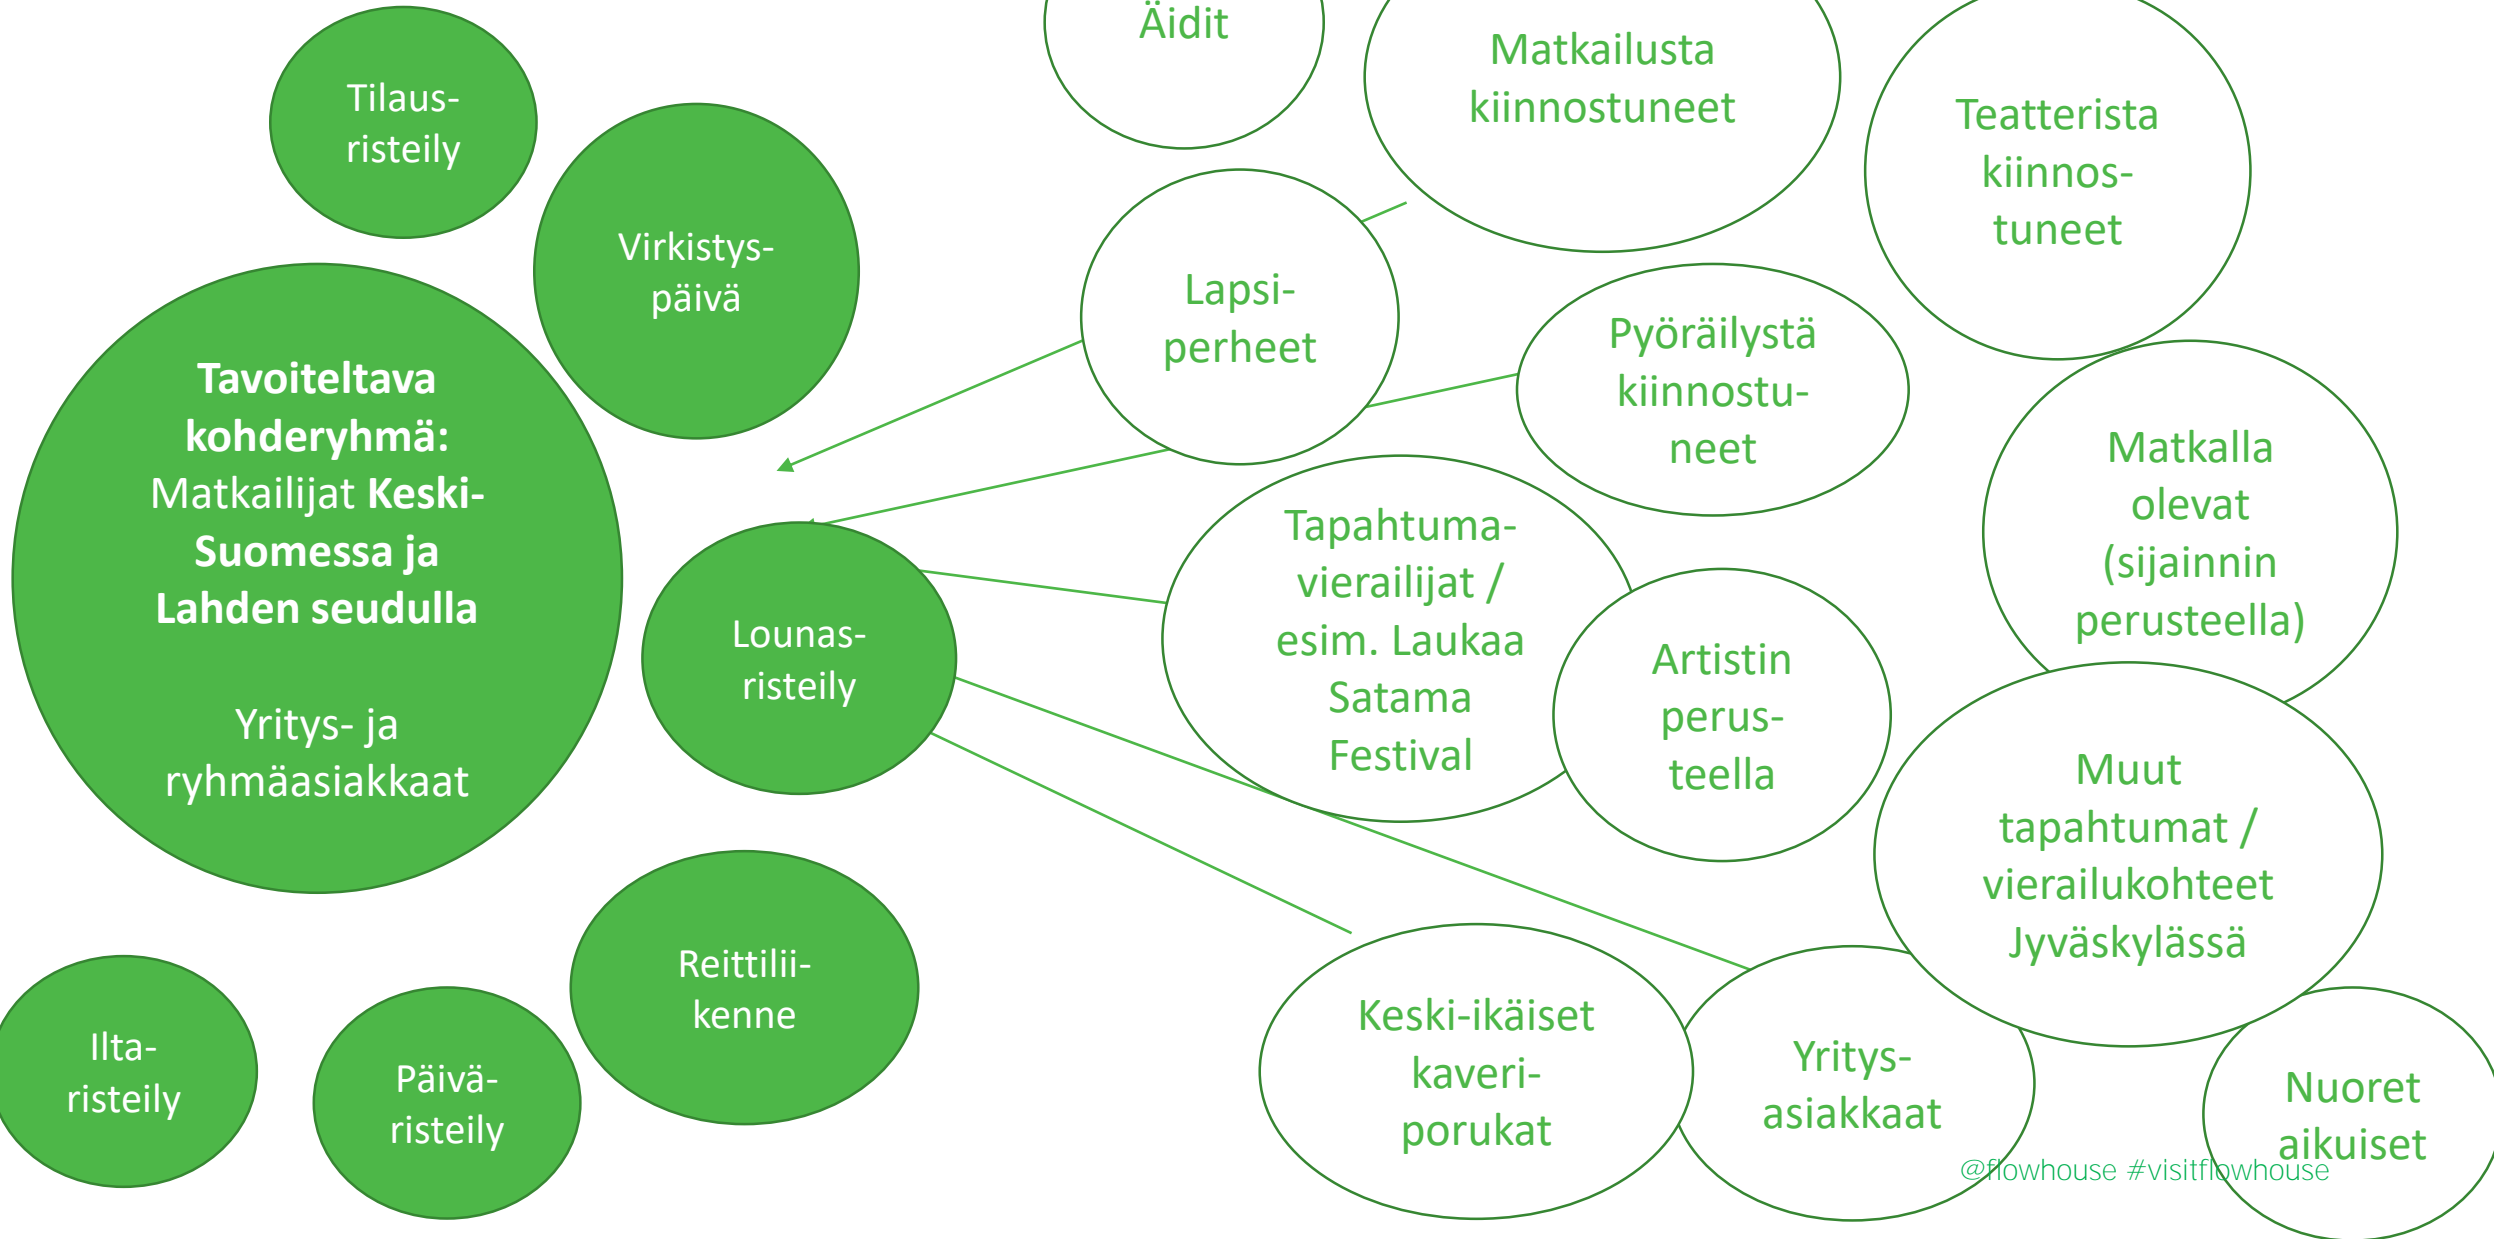 Tilaus-
risteily
Virkistys-
päivä
Tavoiteltava
kohderyhmä:
Matkailijat Keski-
Suomessa ja
Lahden seudulla
Yritys- ja
ryhmäasiakkaat
Lounas-
risteily
Reittilii-
kenne
Ilta-
risteily
Päivä-
risteily
Äidit
Matkailusta
kiinnostuneet
Teatterista
kiinnos-
tuneet
Lapsi-
perheet
Pyöräilystä
kiinnostu-
neet
Matkalla
olevat
(sijainnin
perusteella)
Tapahtuma-
vierailijat /
esim. Laukaa
Satama
Festival
Artistin
perus-
teella
Muut
tapahtumat /
vierailukohteet
Jyväskylässä
Keski-ikäiset
kaveri-
porukat
Yritys-
asiakkaat
Nuoret
aikuiset
@flowhouse #visitflowhouse